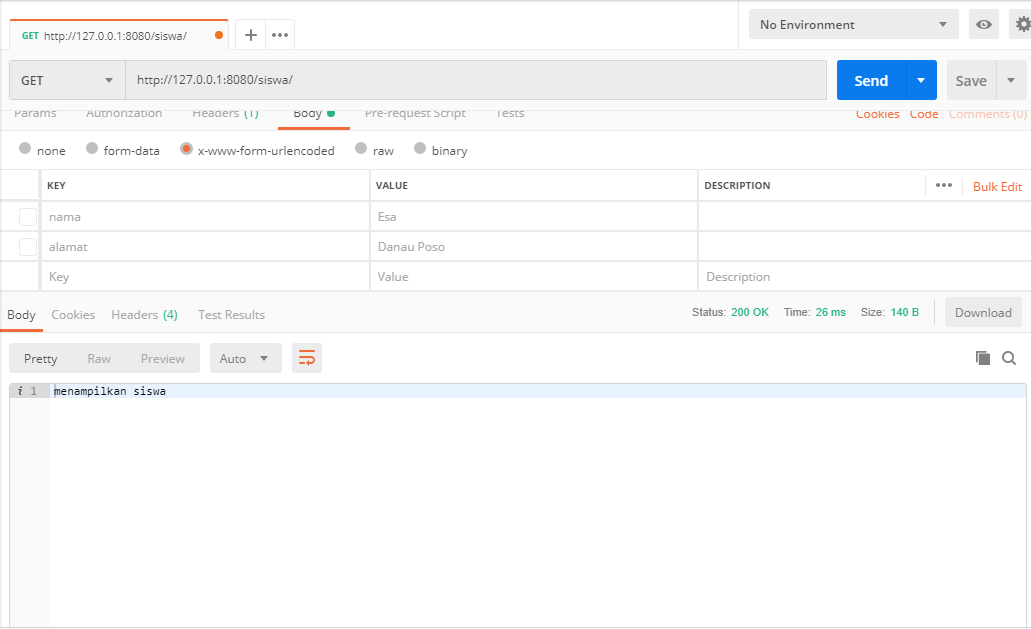 GET http://127.0.0.1:8080/siswa/ No Environment
GET http://127.0.0.1:8080/siswa/ Send Save
Params Authorization Headers (1) Body Pre-request Script Tests Cookies Code Comments (0)
none form-data x-www-form-urlencoded raw binary
KEY VALUE DESCRIPTION Bulk Edit
nama Esa
alamat Danau Poso
Key Value Description
Body Cookies Headers (4) Test Results Status: 200 OK Time: 26 ms Size: 140 B Download
Pretty Raw Preview Auto
i 1 menampilkan siswa